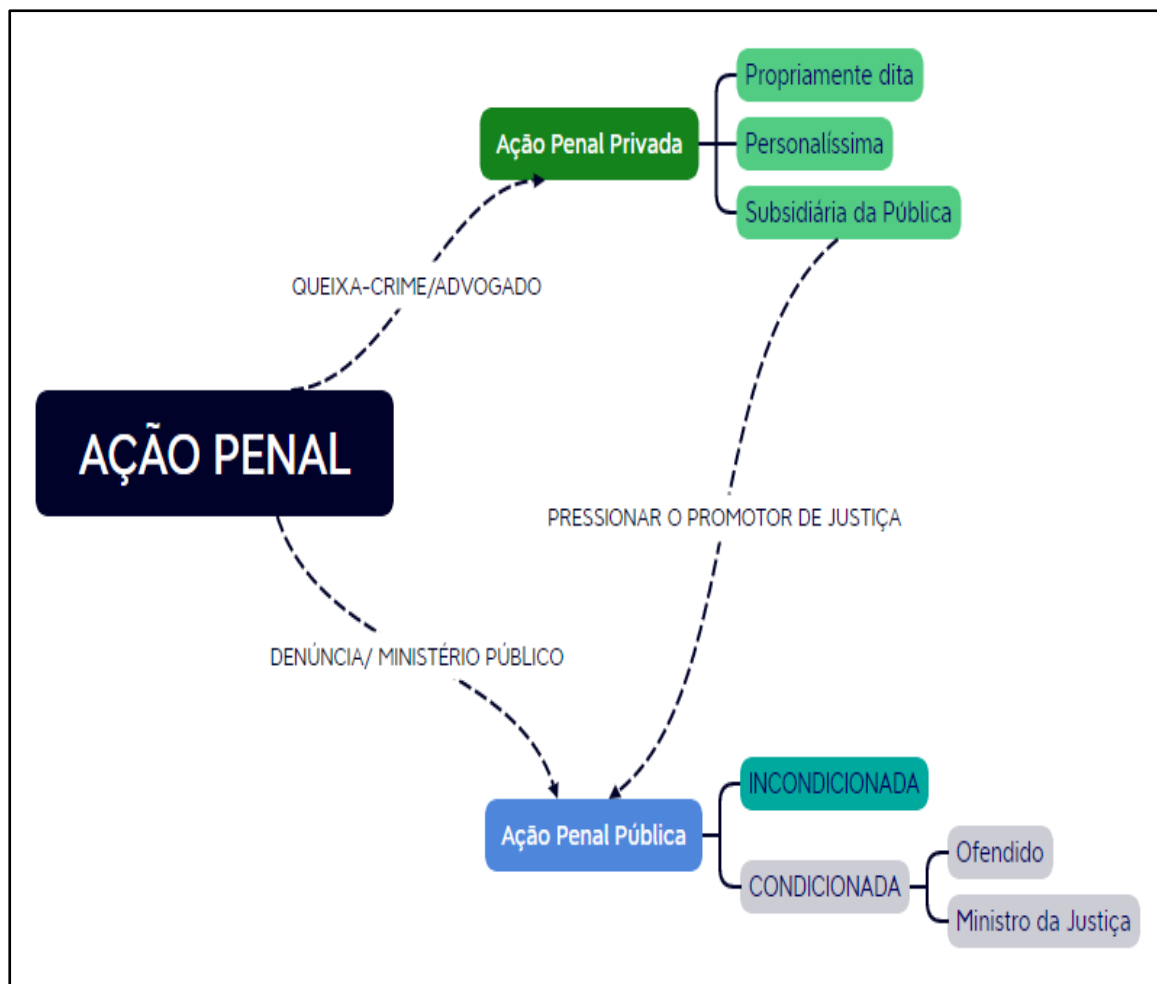 Propriamente dita
Ação Penal Privada
Personalíssima
Subsidiária da Pública
QUEIXA-CRIME/ADVOGADO
AÇÃO PENAL
PRESSIONAR O PROMOTOR DE JUSTIÇA
DENÚNCIA/ MINISTÉRIO PÚBLICO
INCONDICIONADA
Ação Penal Pública
CONDICIONADA
Ofendido
Ministro da Justiça